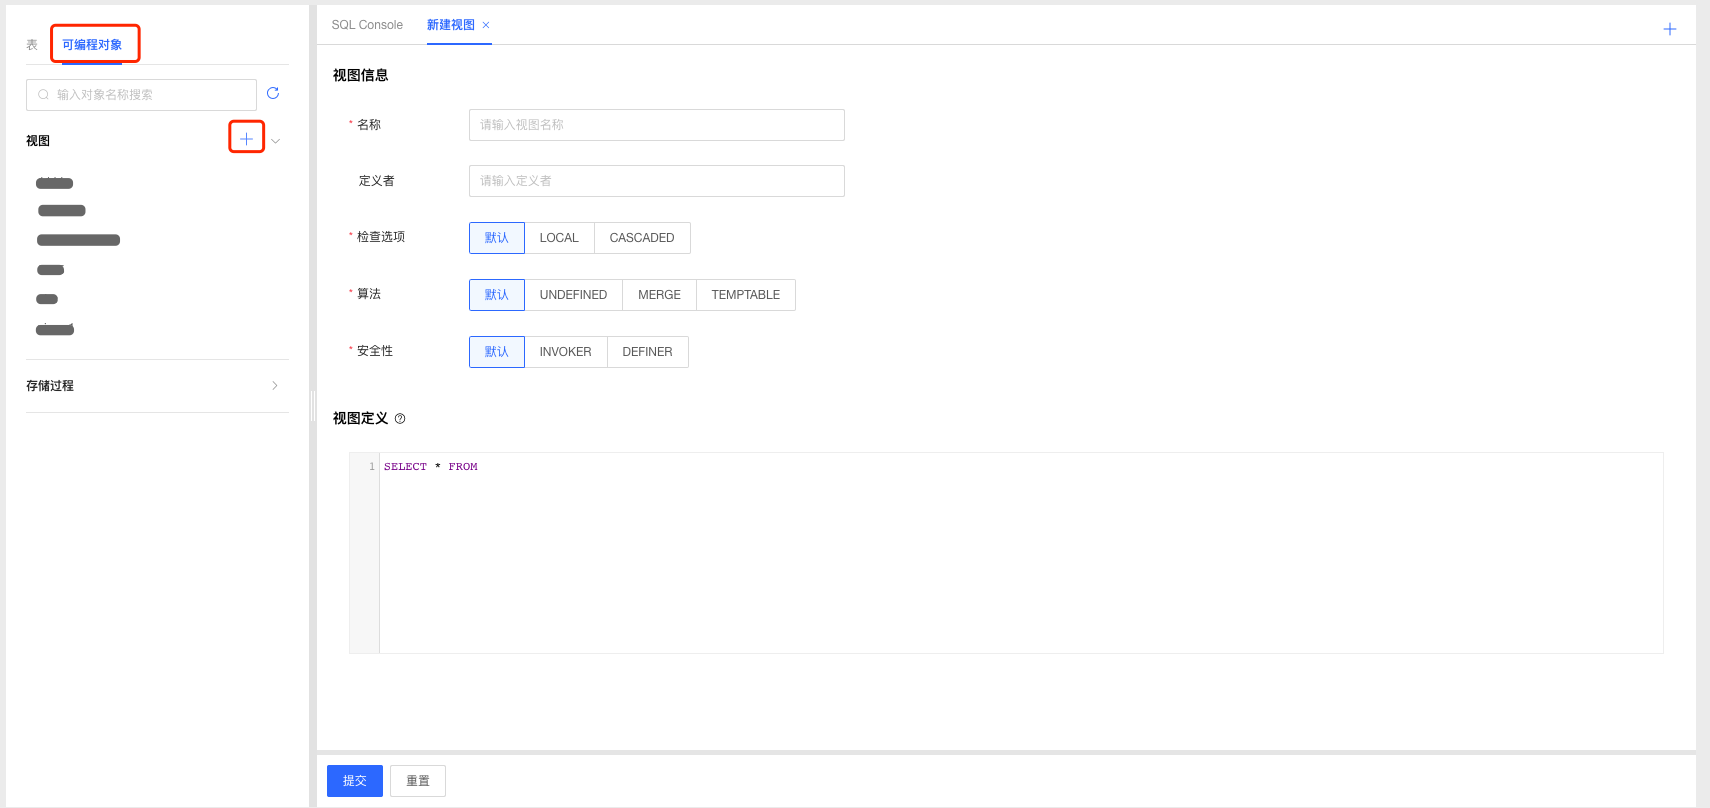 表 可编程对象
输入对象名称搜索
视图
存储过程
SQL Console 新建视图
视图信息
* 名称 请输入视图名称
定义者 请输入定义者
* 检查选项 默认 LOCAL CASCADED
* 算法 默认 UNDEFINED MERGE TEMPTABLE
* 安全性 默认 INVOKER DEFINER
视图定义
1 SELECT * FROM
提交 重置